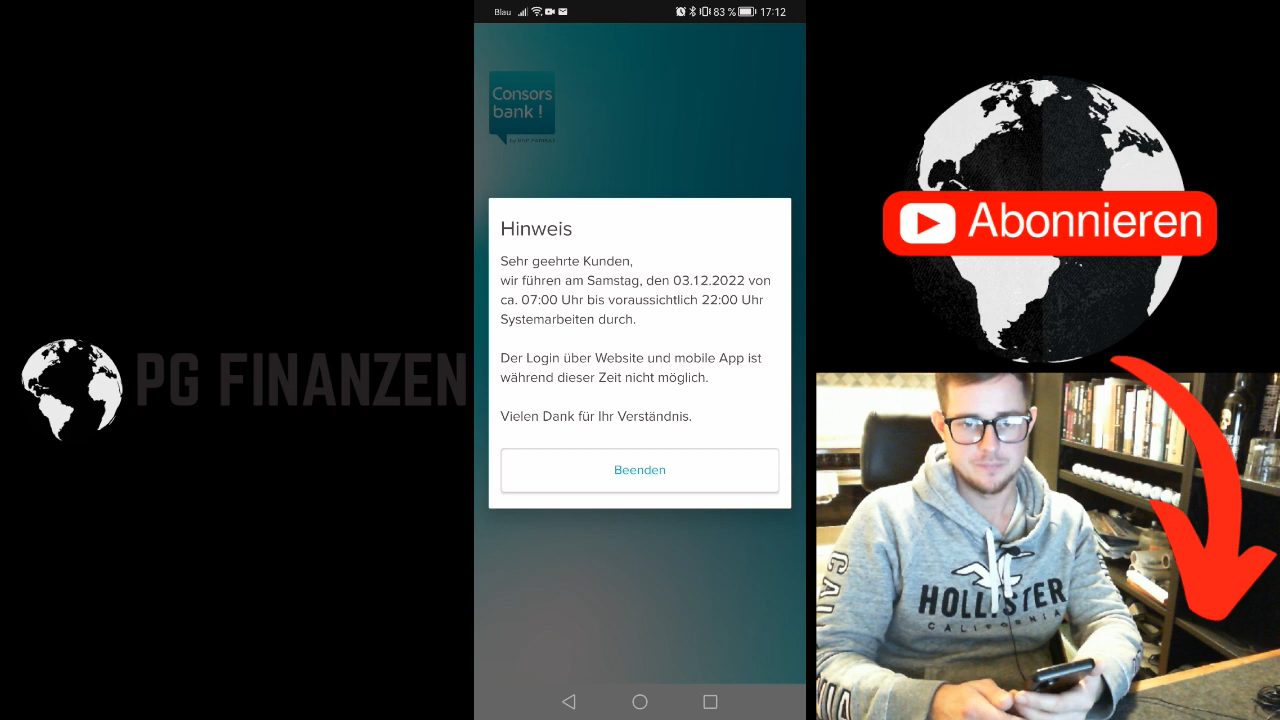 PG FINANZEN
Blau
83 %
17:12
Consors
bank !
Hinweis
Sehr geehrte Kunden,
wir führen am Samstag, den 03.12.2022 von
ca. 07:00 Uhr bis voraussichtlich 22:00 Uhr
Systemarbeiten durch.
Der Login über Website und mobile App ist
während dieser Zeit nicht möglich.
Vielen Dank für Ihr Verständnis.
Beenden
Abonnieren
HOLLISTER
CALIFORNIA